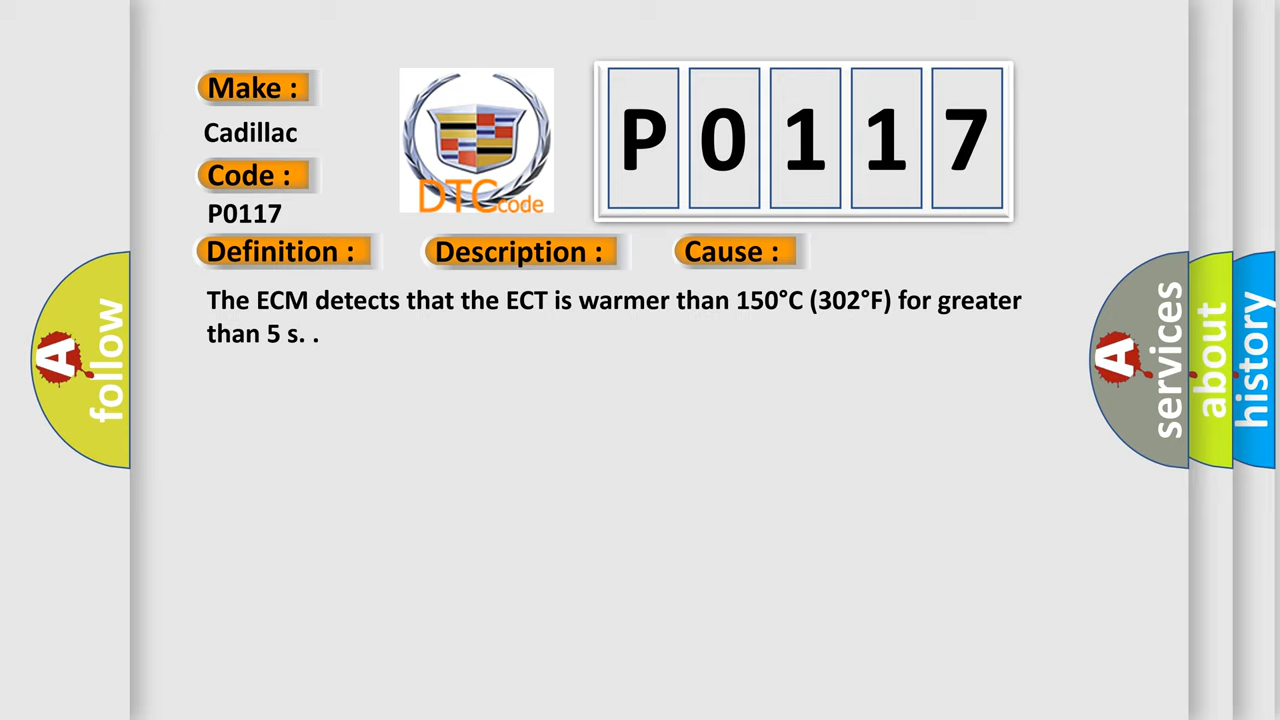 Make :
Cadillac
Code :
P0117
DTCcode
P 0 1 1 7
Definition :
Description :
Cause :
The ECM detects that the ECT is warmer than 150°C (302°F) for greater
than 5 s. .
A follow
A services
about
history